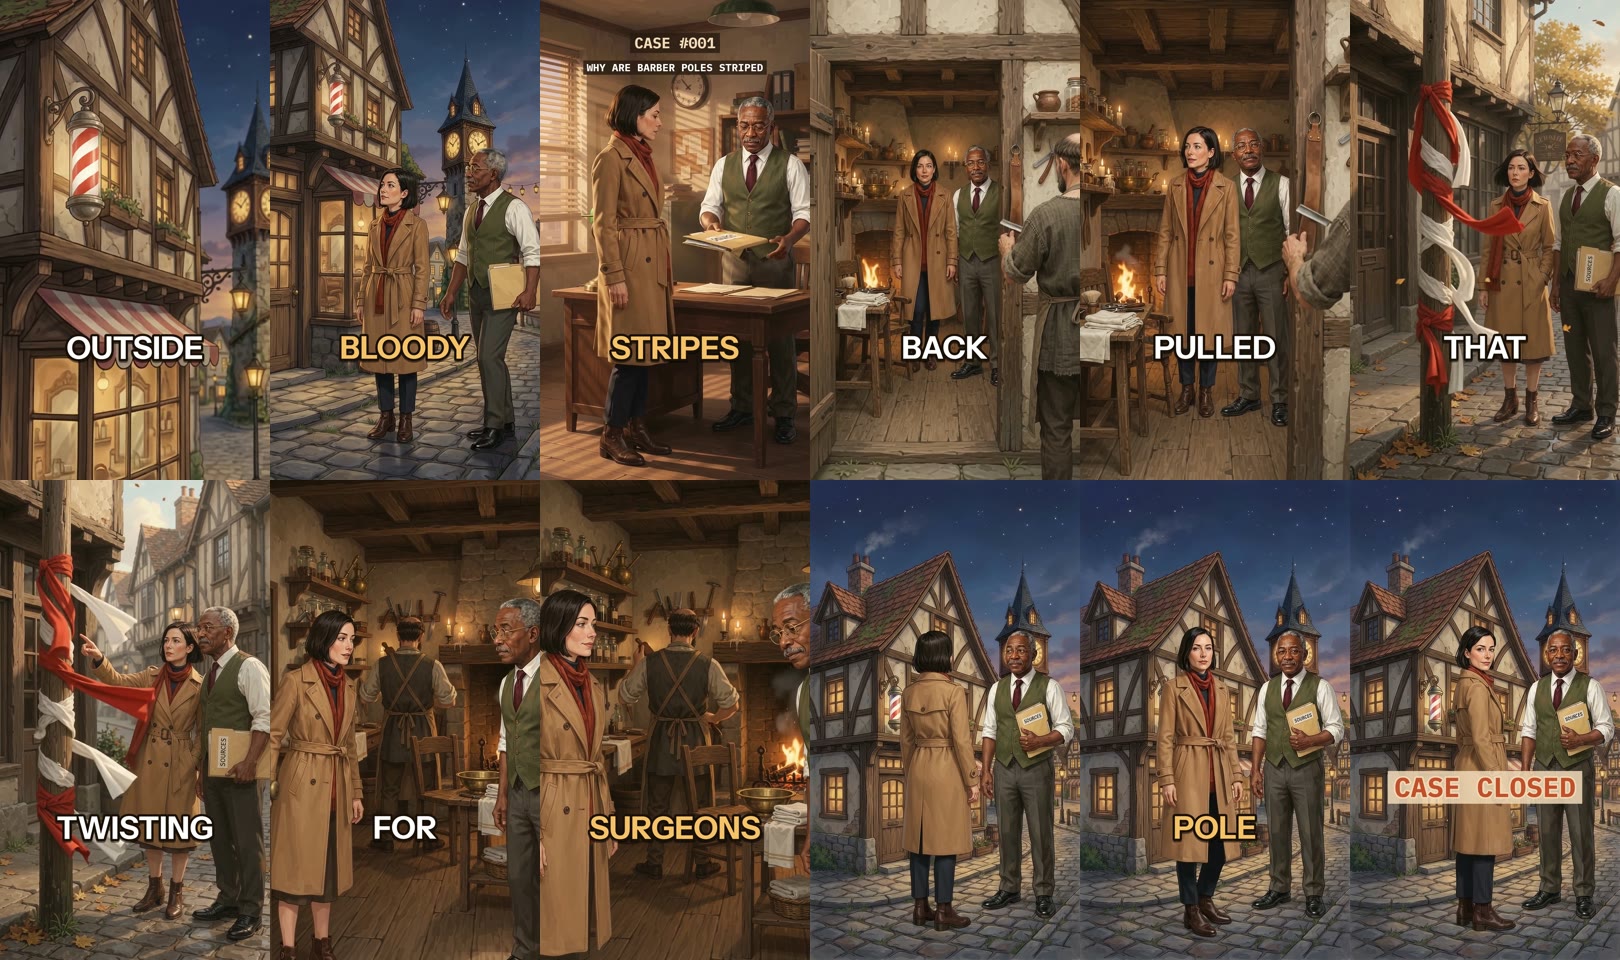 OUTSIDE
BLOODY
CASE #001
WHY ARE BARBER POLES STRIPED
STRIPES
BACK
PULLED
SOURCES
THAT
SOURCES
TWISTING
FOR
SURGEONS
SOURCES
SOURCES
POLE
SOURCES
CASE CLOSED